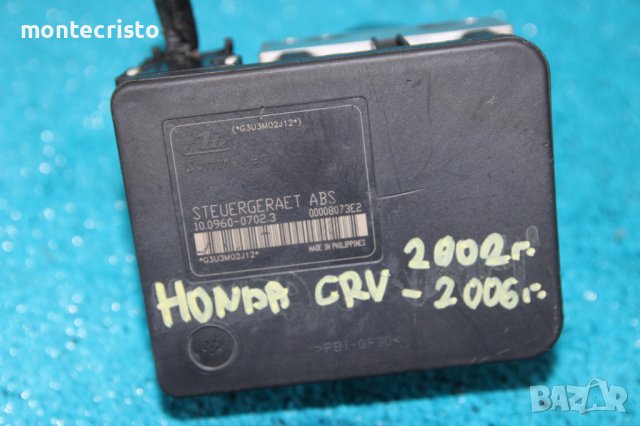 montecristo
(*G3U3M02J12*)
Ate
STEUERGERAET ABS
10.0960-0702.3 00008073E2
MADE IN PHILIPPINES
*G3U3M02J12*
2002г.
HONDA CRV - 2006г.
>PBT-GF30<
BAZAR